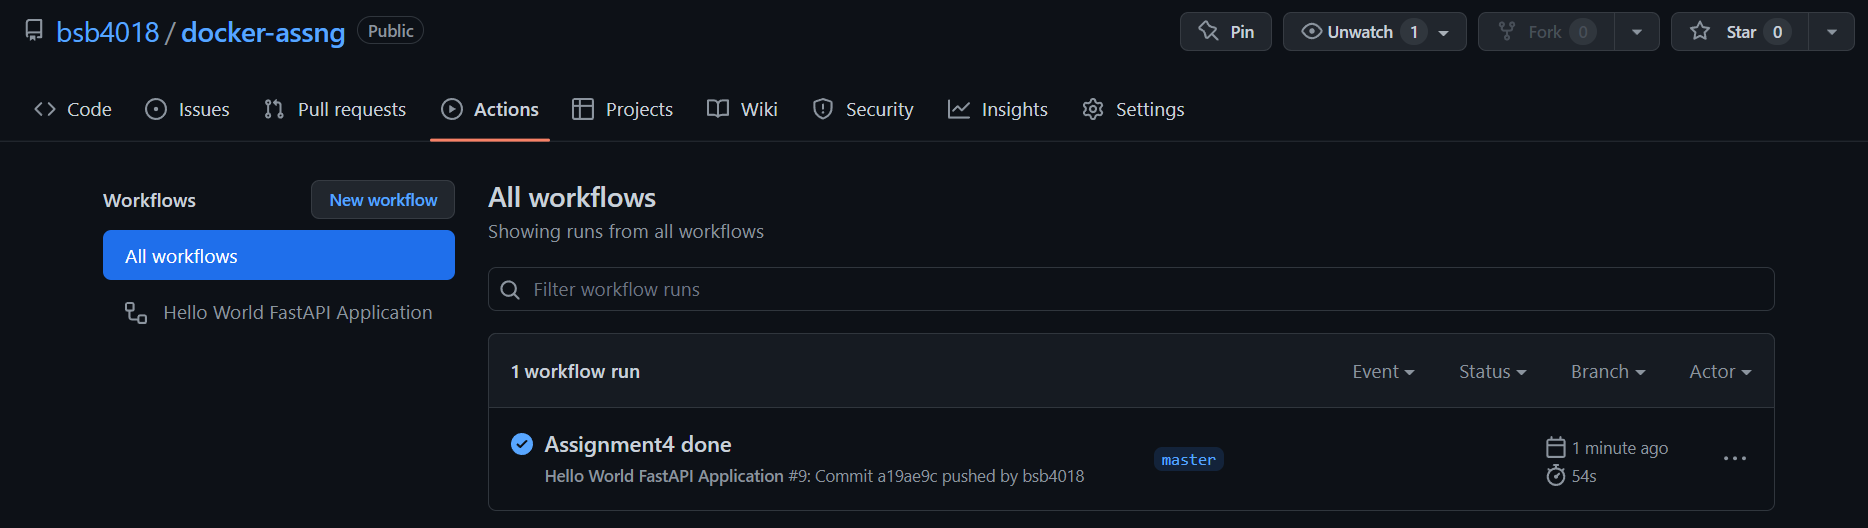 bsb4018 / docker-assng Public Pin Unwatch 1 Fork 0 Star 0
Code Issues Pull requests Actions Projects Wiki Security Insights Settings
Workflows New workflow
All workflows
Hello World FastAPI Application
All workflows
Showing runs from all workflows
Filter workflow runs
1 workflow run Event Status Branch Actor
Assignment4 done
Hello World FastAPI Application #9: Commit a19ae9c pushed by bsb4018
master
1 minute ago
54s